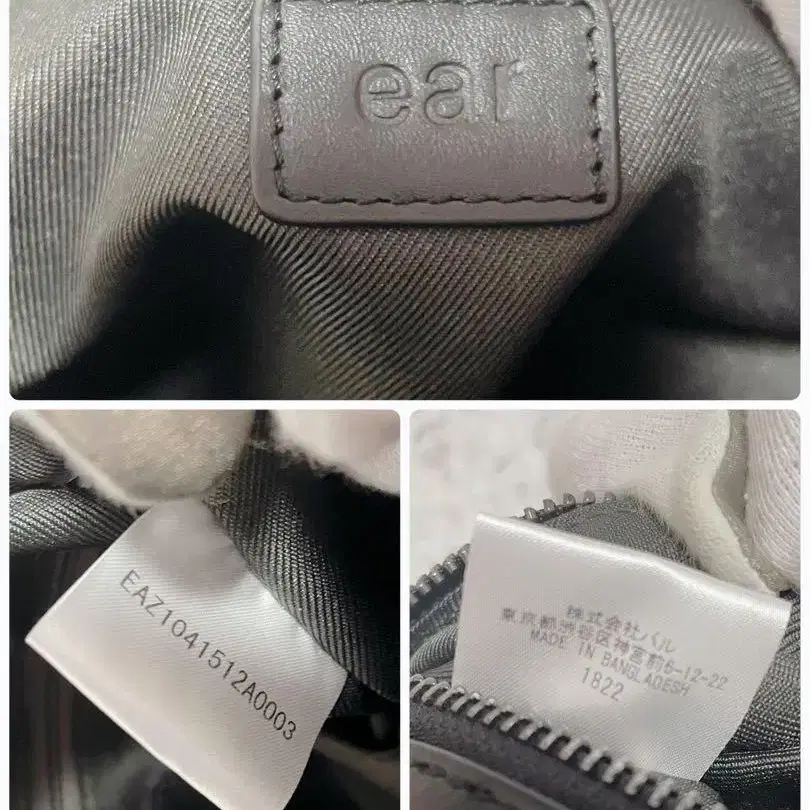 ear
EAZ1041512A0003
株式会社パル
東京都渋谷区神宮前6-12-22
MADE IN BANGLADESH
1822